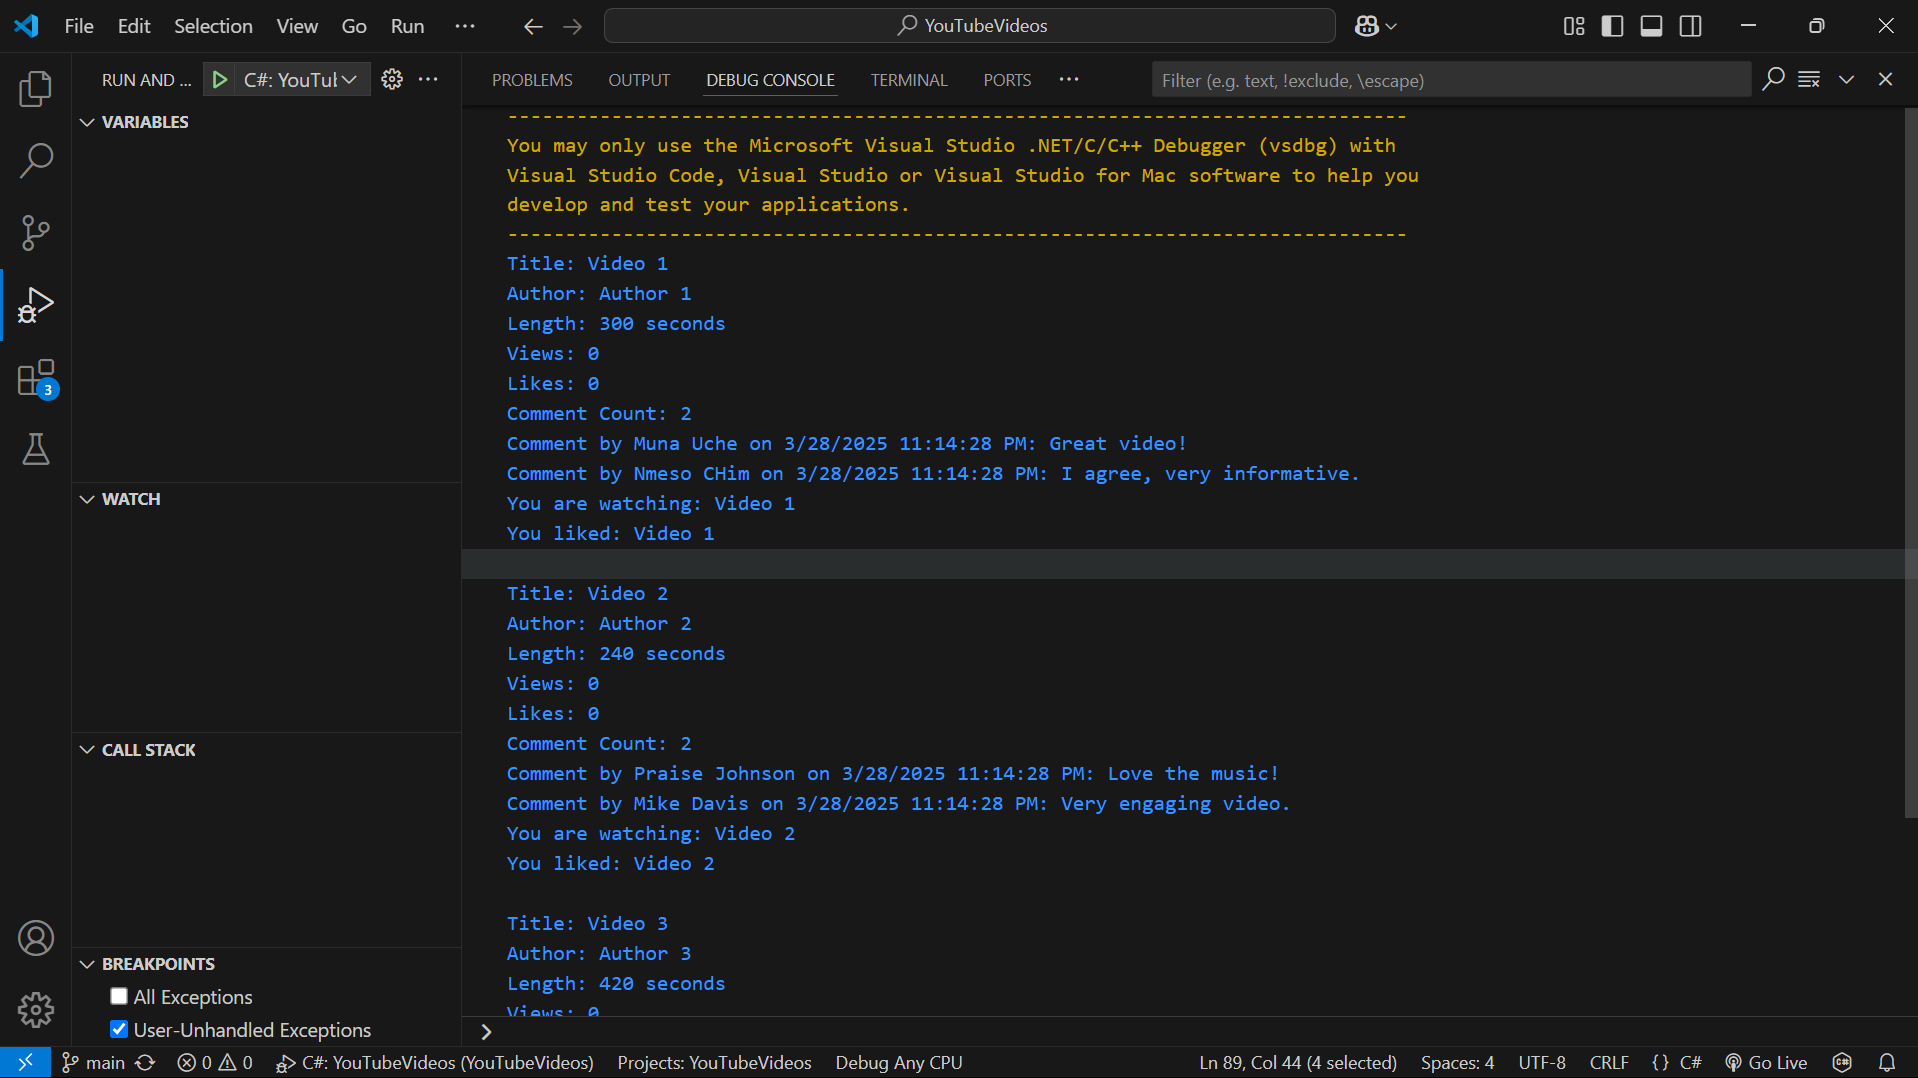 File Edit Selection View Go Run ···
YouTubeVideos
RUN AND ... C#: YouTul ···
PROBLEMS OUTPUT DEBUG CONSOLE TERMINAL PORTS ···
Filter (e.g. text, !exclude, \escape)
VARIABLES
3
WATCH
CALL STACK
BREAKPOINTS
All Exceptions
User-Unhandled Exceptions
------------------------------------------------------------------------------
You may only use the Microsoft Visual Studio .NET/C/C++ Debugger (vsdbg) with
Visual Studio Code, Visual Studio or Visual Studio for Mac software to help you
develop and test your applications.
------------------------------------------------------------------------------
Title: Video 1
Author: Author 1
Length: 300 seconds
Views: 0
Likes: 0
Comment Count: 2
Comment by Muna Uche on 3/28/2025 11:14:28 PM: Great video!
Comment by Nmeso CHim on 3/28/2025 11:14:28 PM: I agree, very informative.
You are watching: Video 1
You liked: Video 1
Title: Video 2
Author: Author 2
Length: 240 seconds
Views: 0
Likes: 0
Comment Count: 2
Comment by Praise Johnson on 3/28/2025 11:14:28 PM: Love the music!
Comment by Mike Davis on 3/28/2025 11:14:28 PM: Very engaging video.
You are watching: Video 2
You liked: Video 2
Title: Video 3
Author: Author 3
Length: 420 seconds
Views: 0
main 0 0 C#: YouTubeVideos (YouTubeVideos) Projects: YouTubeVideos Debug Any CPU Ln 89, Col 44 (4 selected) Spaces: 4 UTF-8 CRLF {} C# Go Live